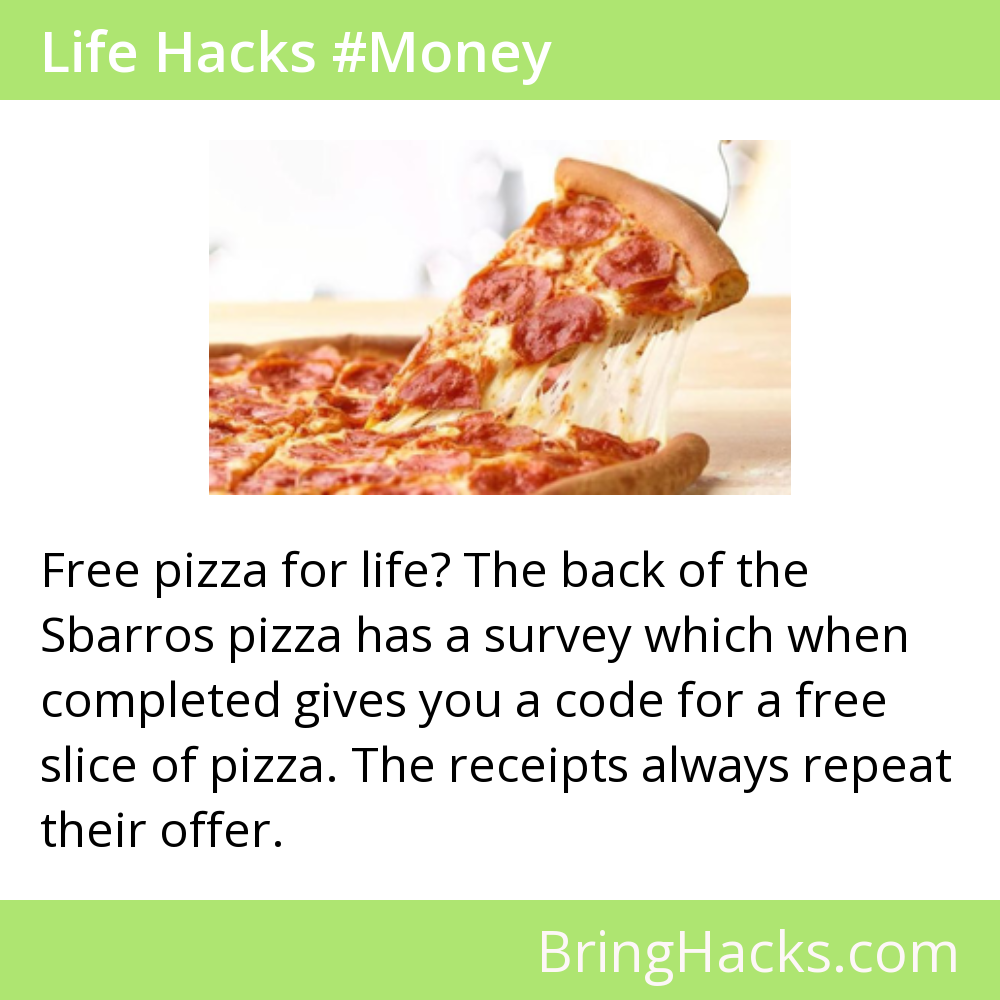 Life Hacks #Money
Free pizza for life? The back of the
Sbarros pizza has a survey which when
completed gives you a code for a free
slice of pizza. The receipts always repeat
their offer.
BringHacks.com